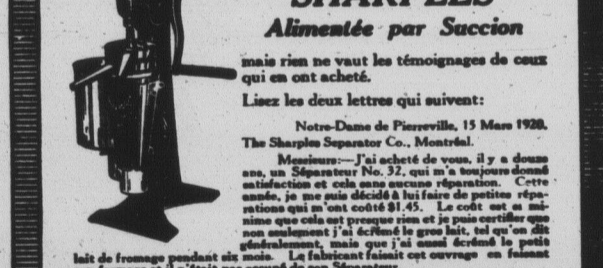 SHARPLES
Alimentée par Succion
mais rien ne vaut les témoignages de ceux
qui en ont acheté.
Lisez les deux lettres qui suivent:
Notre-Dame de Pierreville, 15 Mars 1920.
The Sharples Separator Co., Montréal.
Messieurs:—J'ai acheté de vous, il y a douze
ans, un Séparateur No. 32, qui m'a toujours donné
satisfaction et cela sans aucune réparation. Cette
année, je me suis décidé à lui faire de petites répa-
rations qui m'ont coûté $1.45. Le coût est si mi-
nime que cela est presque rien et je puis certifier que
non seulement j'ai écrémé le gros lait, tel qu'on dit
généralement, mais que j'ai aussi écrémé le petit
lait de fromage pendant six mois. Le fabricant faisait cet ouvrage en faisant